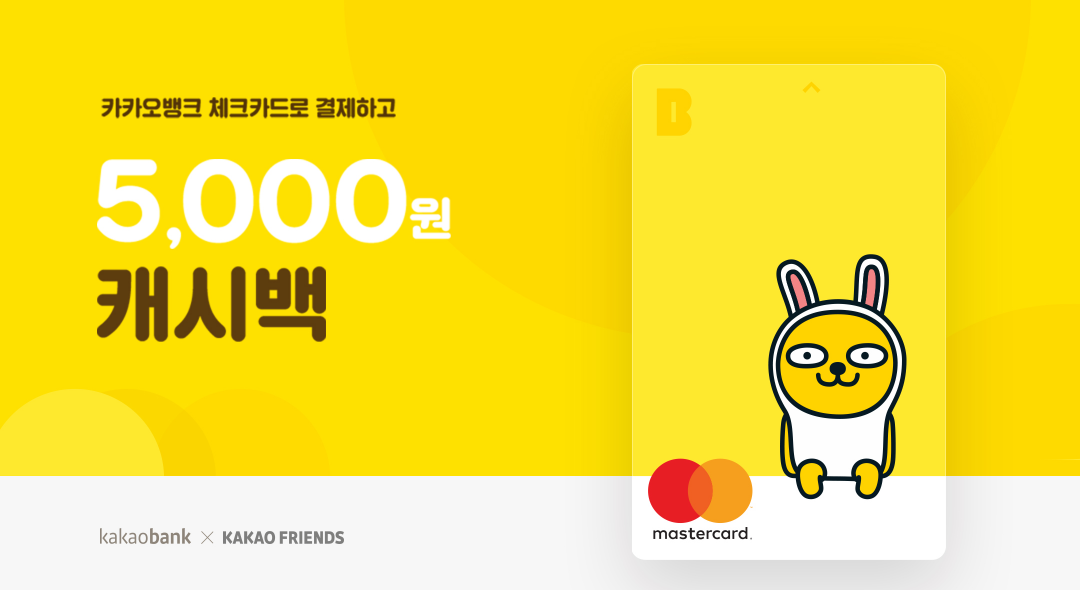 카카오뱅크 체크카드로 결제하고
5,000원
캐시백
B
mastercard.
kakaobank × KAKAO FRIENDS